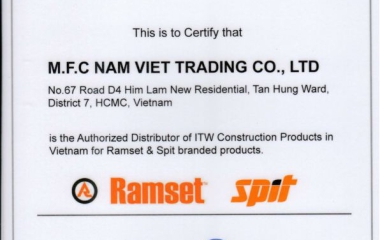 This is to Certify that
M.F.C NAM VIET TRADING CO., LTD
No.67 Road D4 Him Lam New Residential, Tan Hung Ward,
District 7, HCMC, Vietnam
is the Authorized Distributor of ITW Construction Products in
Vietnam for Ramset & Spit branded products.
Ramset spit